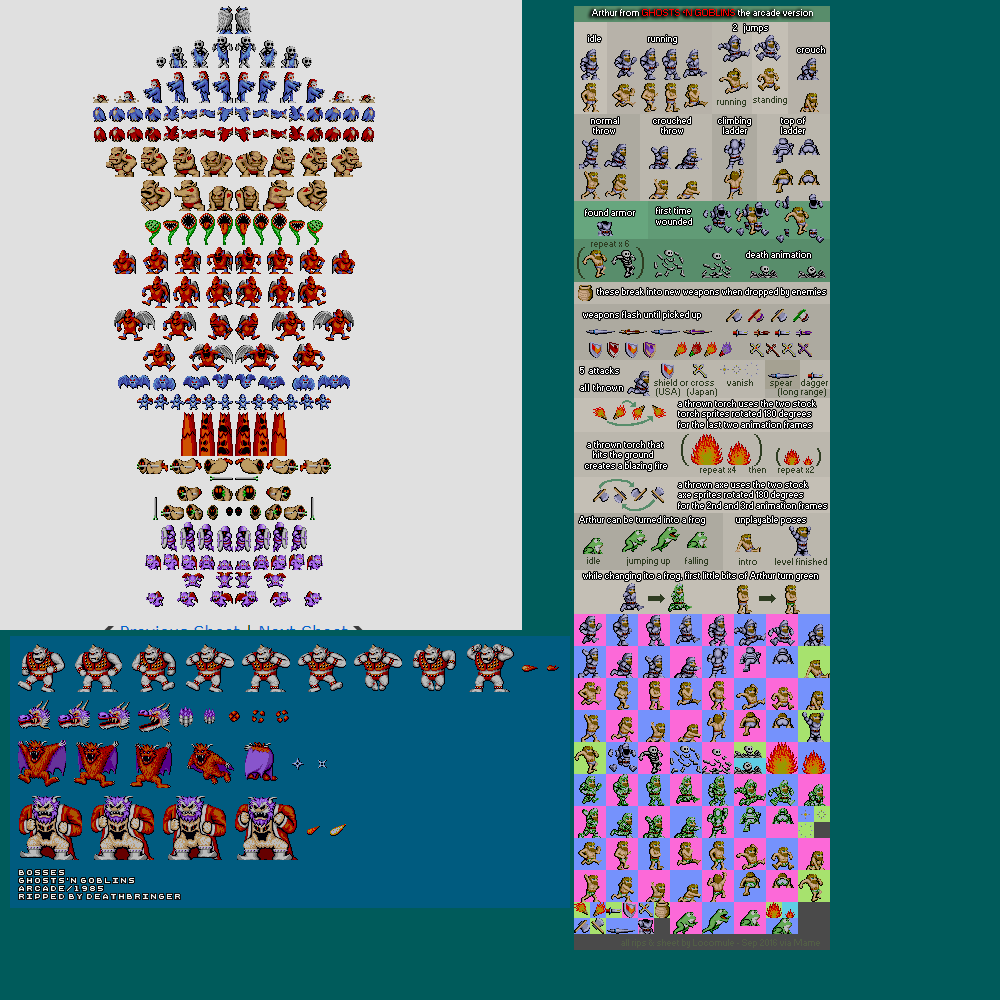 Arthur from GHOSTS 'N GOBLINS the arcade version
2 jumps
idle
running
crouch
running
standing
normal
throw
crouched
throw
climbing
ladder
top of
ladder
found armor
first time
wounded
repeat x 6
death animation
these break into new weapons when dropped by enemies
weapons flash until picked up
5 attacks
all thrown
shield or cross
(USA) (Japan)
vanish
spear
dagger
(long range)
a thrown torch uses the two stock
torch sprites rotated 180 degrees
for the last two animation frames
a thrown torch that
hits the ground
creates a blazing fire
repeat x4
then
repeat x2
a thrown axe uses the two stock
axe sprites rotated 180 degrees
for the 2nd and 3rd animation frames
Arthur can be turned into a frog
unplayable poses
idle
jumping up
falling
intro
level finished
while changing ito a frog, first little bits of Arthur turn green
Previous Ghost | Next Ghost
BOSSES
GHOSTS'N GOBLINS
ARCADE/1985
RIPPED BY DEATHBRINGER